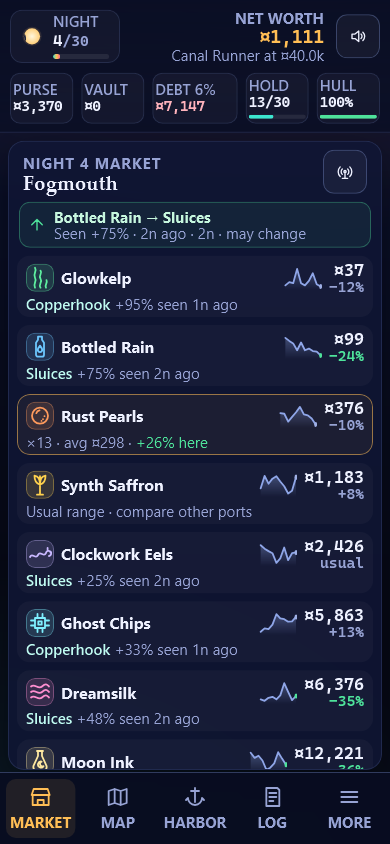 NIGHT
4/30
NET WORTH
¤1,111
Canal Runner at ¤40.0k
PURSE
¤3,370
VAULT
¤0
DEBT 6%
¤7,147
HOLD
13/30
HULL
100%
NIGHT 4 MARKET
Fogmouth
Bottled Rain → Sluices
Seen +75% · 2n ago · 2n · may change
Glowkelp
¤37
−12%
Copperhook +95% seen 1n ago
Bottled Rain
¤99
−24%
Sluices +75% seen 2n ago
Rust Pearls
¤376
−10%
×13 · avg ¤298 · +26% here
Synth Saffron
¤1,183
+8%
Usual range · compare other ports
Clockwork Eels
¤2,426
usual
Sluices +25% seen 2n ago
Ghost Chips
¤5,863
+13%
Copperhook +33% seen 1n ago
Dreamsilk
¤6,376
−35%
Sluices +48% seen 2n ago
Moon Ink
¤12,221
MARKET
MAP
HARBOR
LOG
MORE